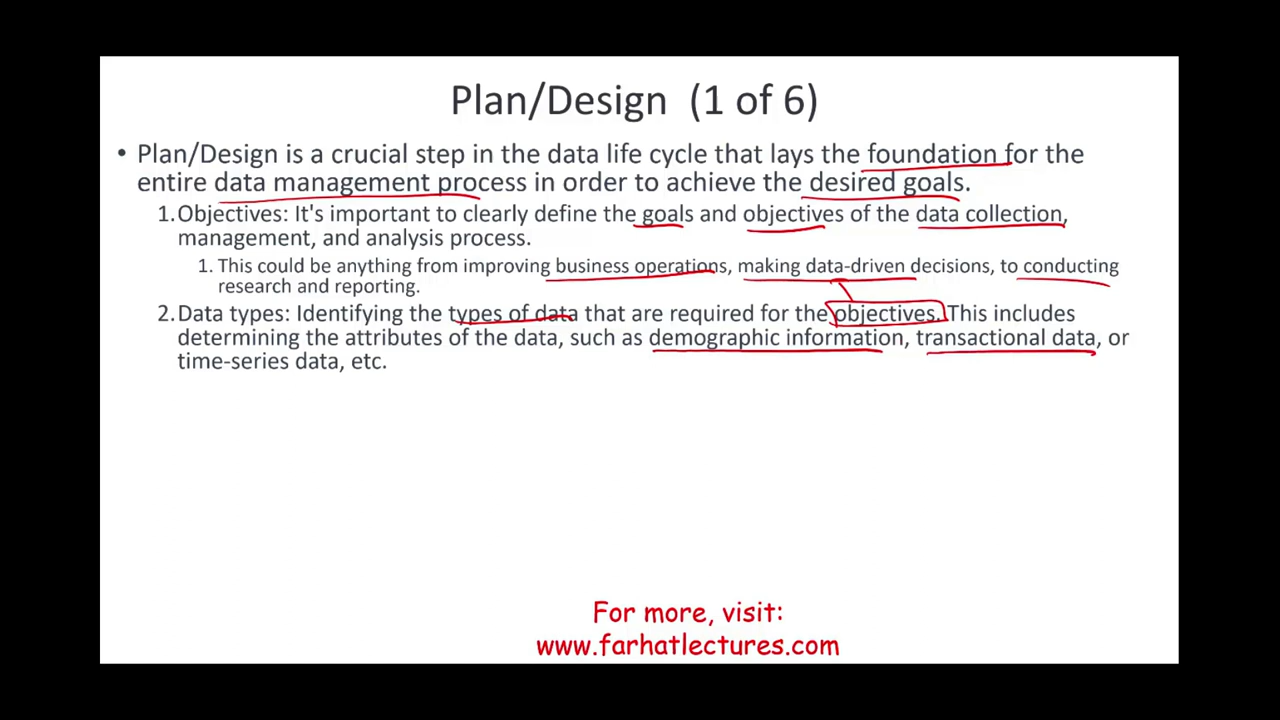 Plan/Design (1 of 6)
• Plan/Design is a crucial step in the data life cycle that lays the foundation for the
entire data management process in order to achieve the desired goals.
1. Objectives: It's important to clearly define the goals and objectives of the data collection,
management, and analysis process.
1. This could be anything from improving business operations, making data-driven decisions, to conducting
research and reporting.
2. Data types: Identifying the types of data that are required for the objectives. This includes
determining the attributes of the data, such as demographic information, transactional data, or
time-series data, etc.
For more, visit:
www.farhatlectures.com